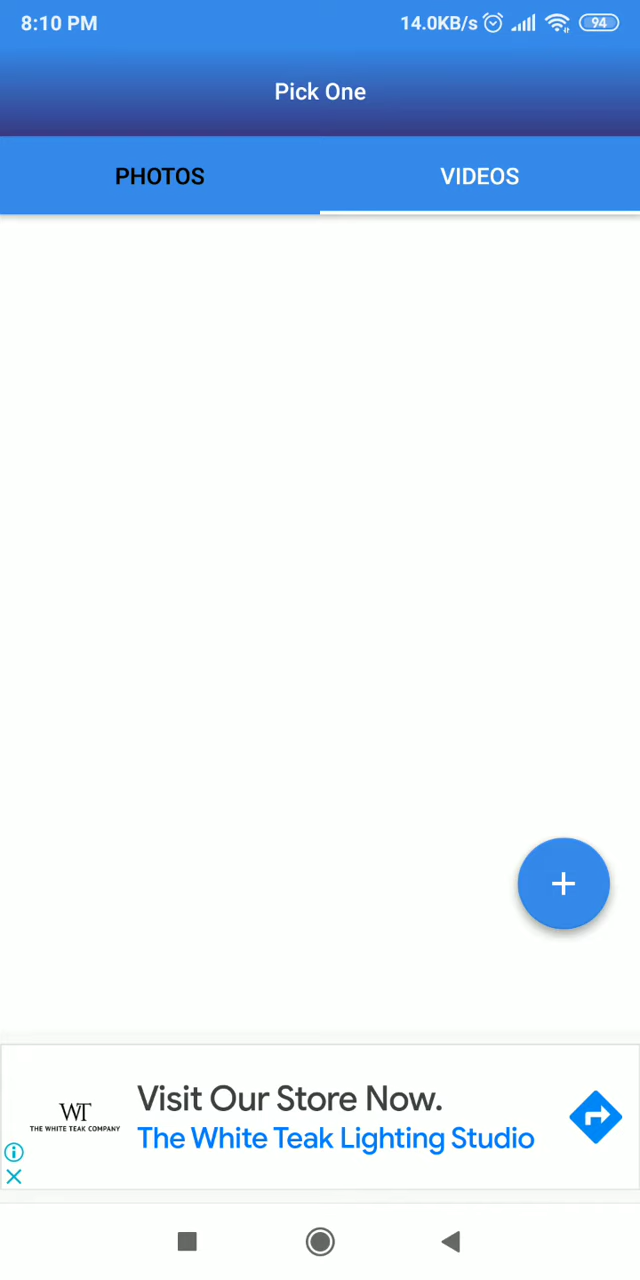 8:10 PM 14.0KB/s 94
Pick One
PHOTOS VIDEOS
+
Visit Our Store Now.
WT
THE WHITE TEAK COMPANY
The White Teak Lighting Studio